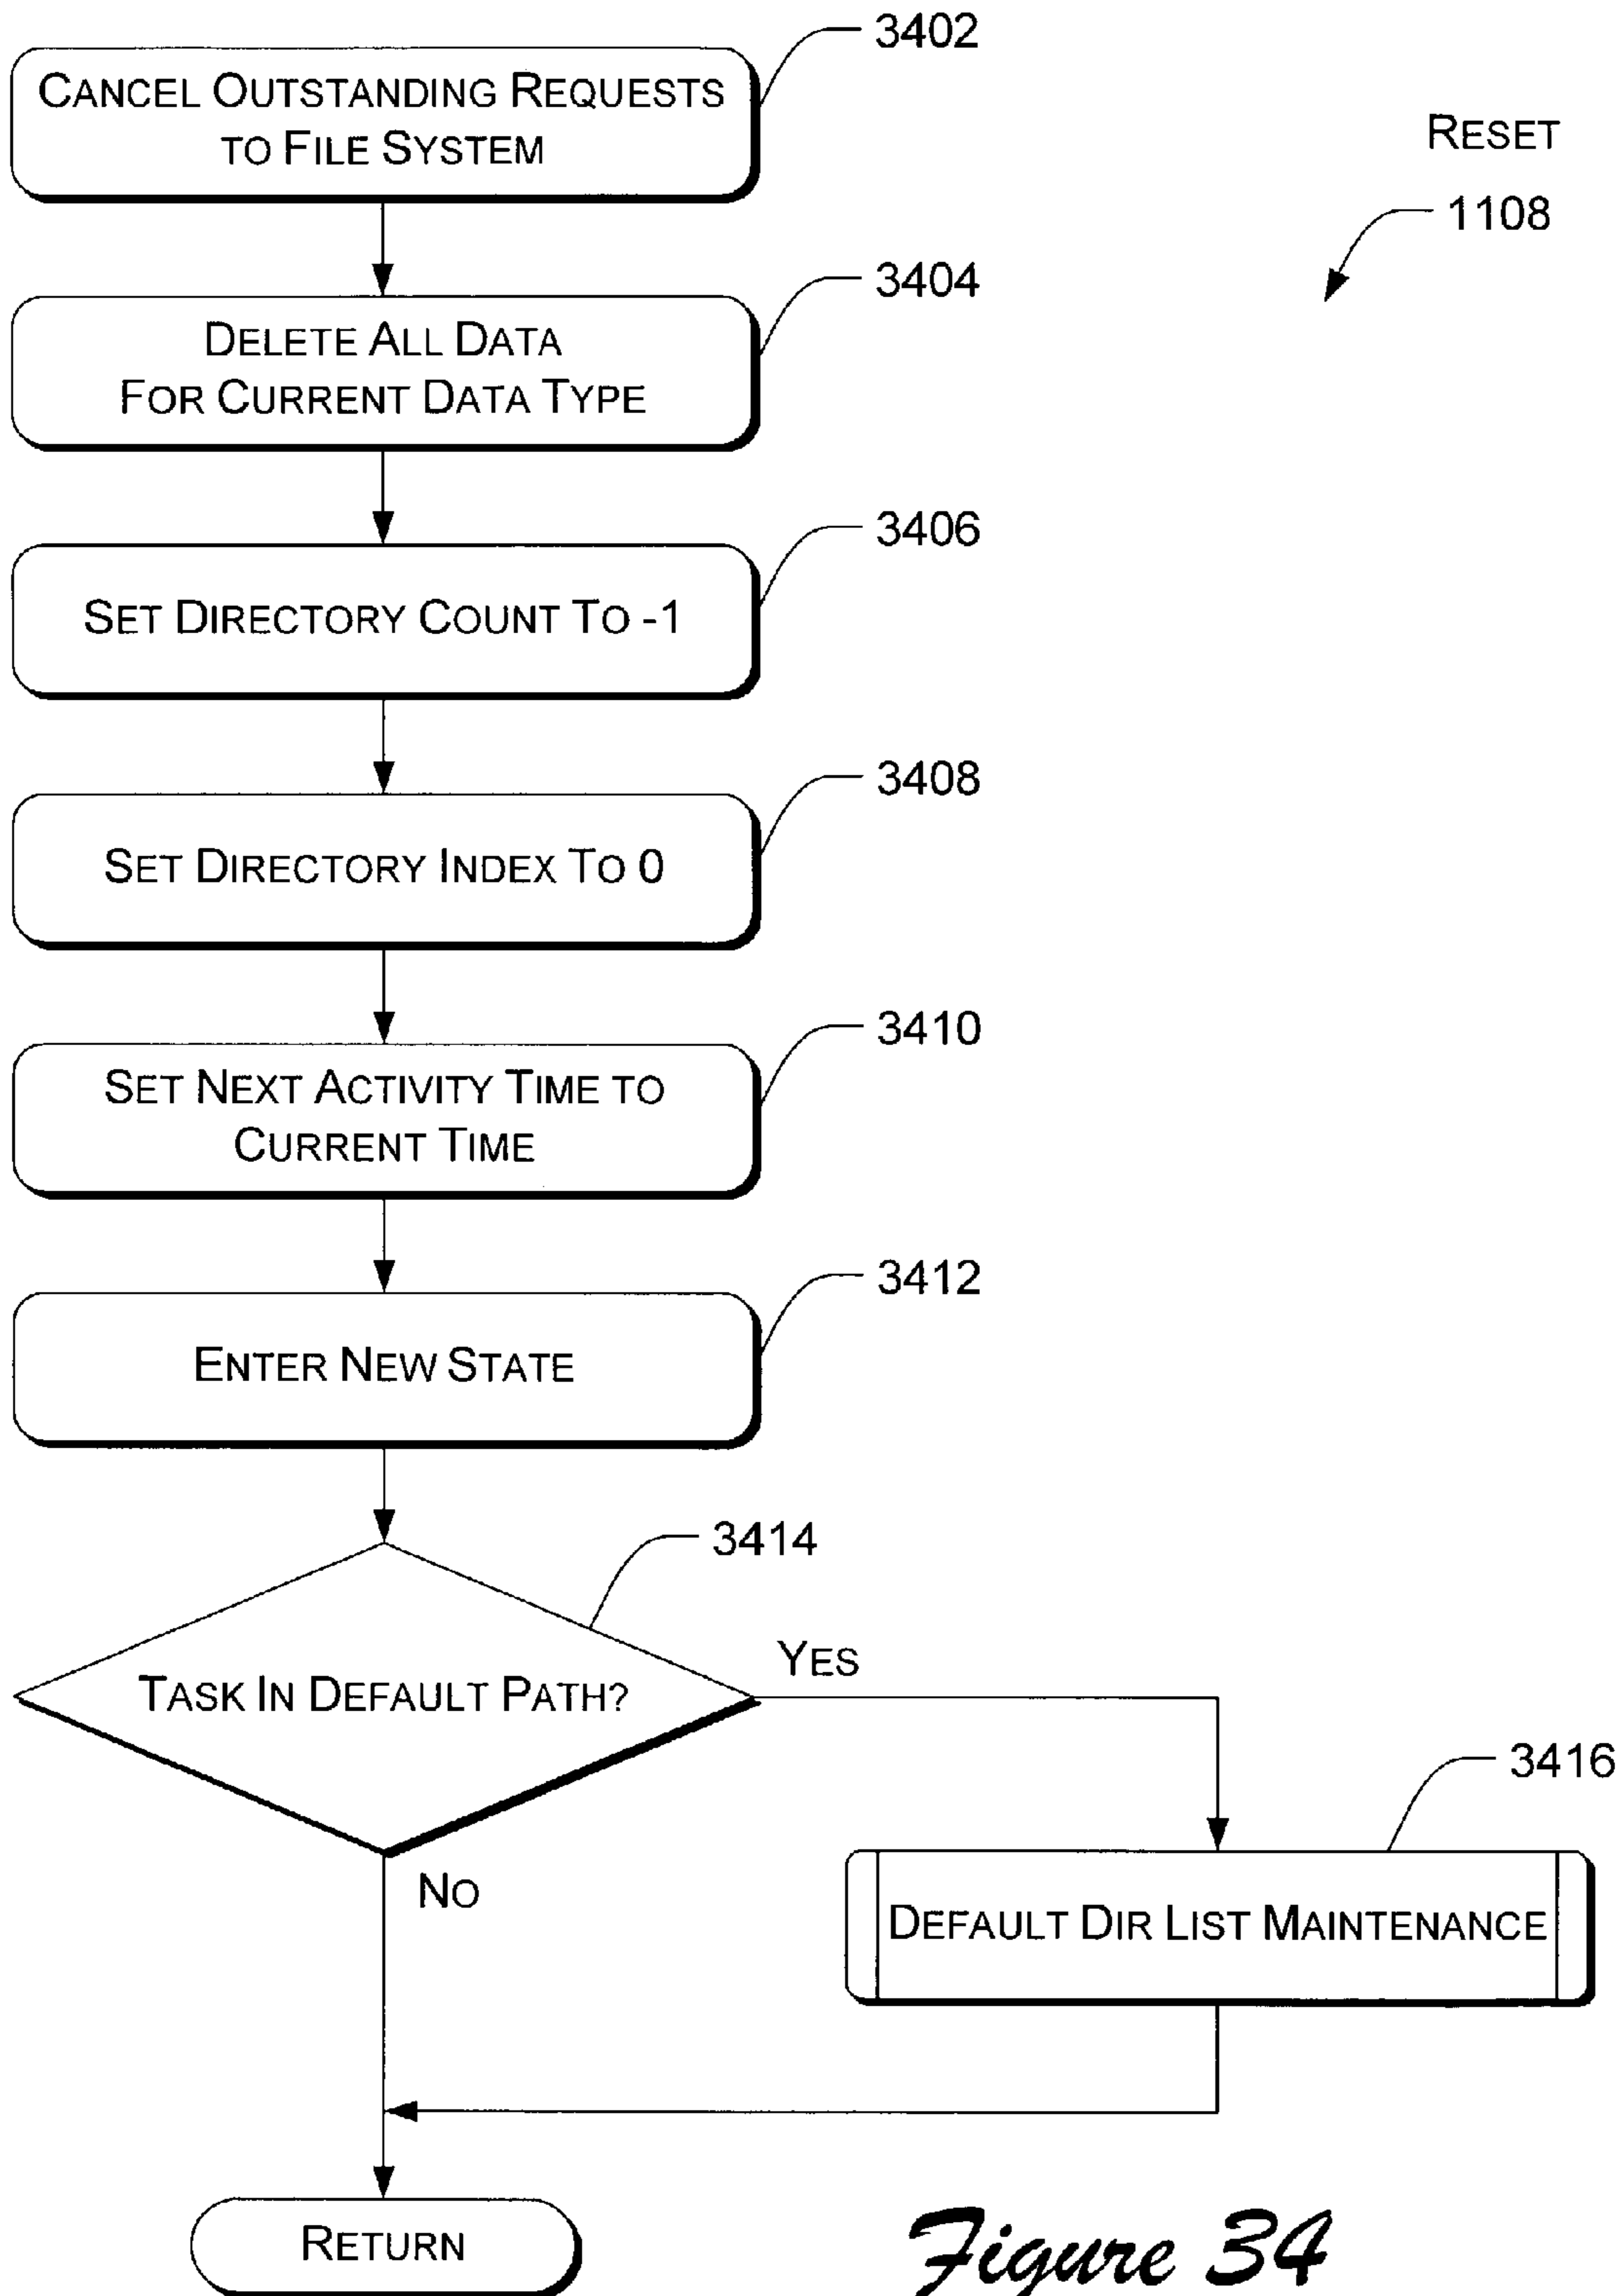 3402
CANCEL OUTSTANDING REQUESTS
TO FILE SYSTEM
RESET
1108
3404
DELETE ALL DATA
FOR CURRENT DATA TYPE
3406
SET DIRECTORY COUNT TO -1
3408
SET DIRECTORY INDEX TO 0
3410
SET NEXT ACTIVITY TIME TO
CURRENT TIME
3412
ENTER NEW STATE
3414
TASK IN DEFAULT PATH?
YES
NO
3416
DEFAULT DIR LIST MAINTENANCE
RETURN
Figure 34